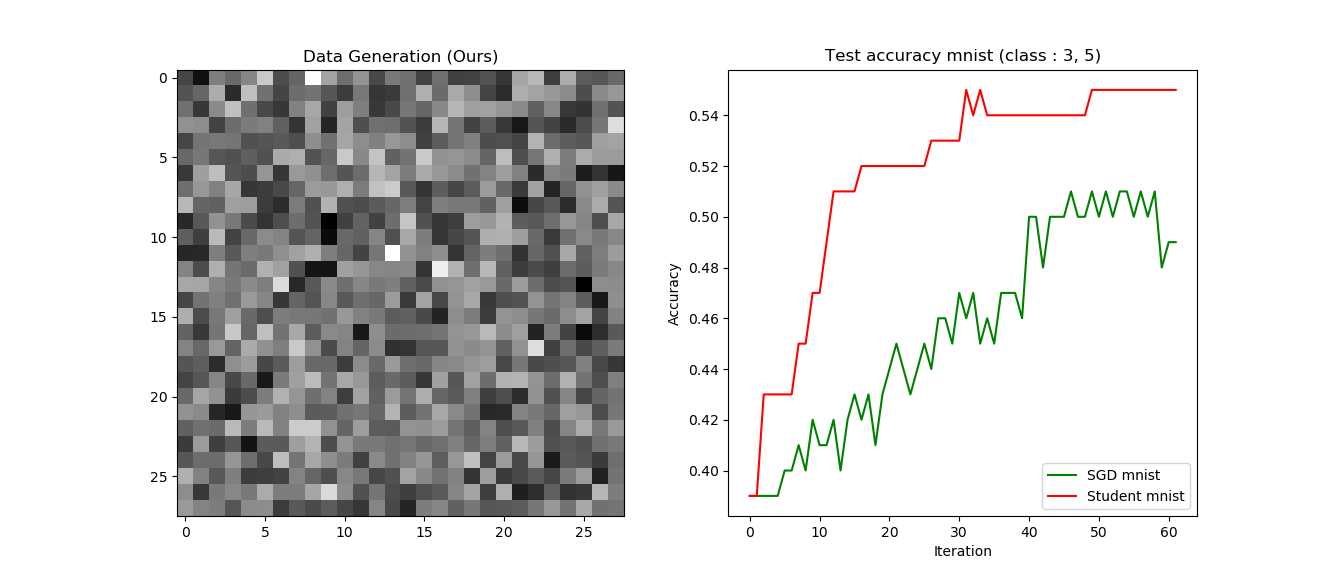 Data Generation (Ours)
0
5
10
15
20
25
0 5 10 15 20 25
Test accuracy mnist (class : 3, 5)
Accuracy
0.54
0.52
0.50
0.48
0.46
0.44
0.42
0.40
0 10 20 30 40 50 60
Iteration
SGD mnist
Student mnist